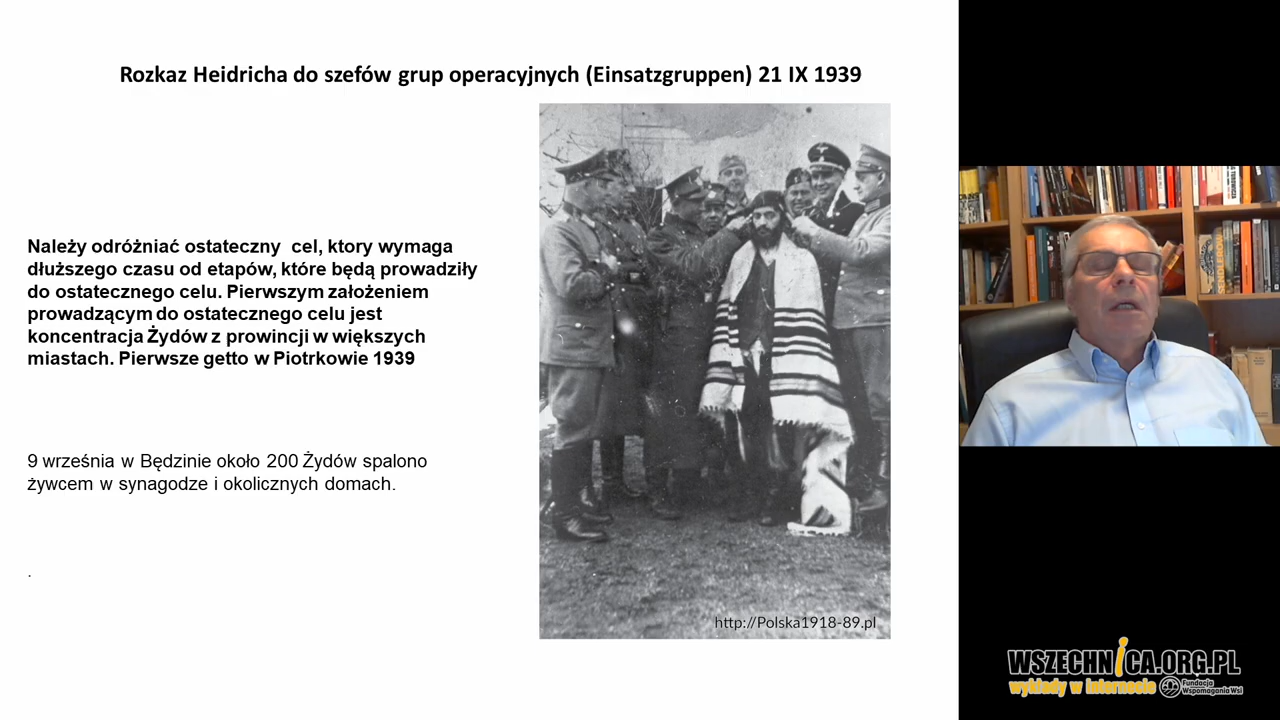 Rozkaz Heidricha do szefów grup operacyjnych (Einsatzgruppen) 21 IX 1939
Należy odróżniać ostateczny cel, ktory wymaga
dłuższego czasu od etapów, które będą prowadziły
do ostatecznego celu. Pierwszym założeniem
prowadzącym do ostatecznego celu jest
koncentracja Żydów z prowincji w większych
miastach. Pierwsze getto w Piotrkowie 1939
9 września w Będzinie około 200 Żydów spalono
żywcem w synagodze i okolicznych domach.
.
http://Polska1918-89.pl
WSZECHNICA.ORG.PL
wykłady w internecie
Fundacja
Wspomagania Wsi